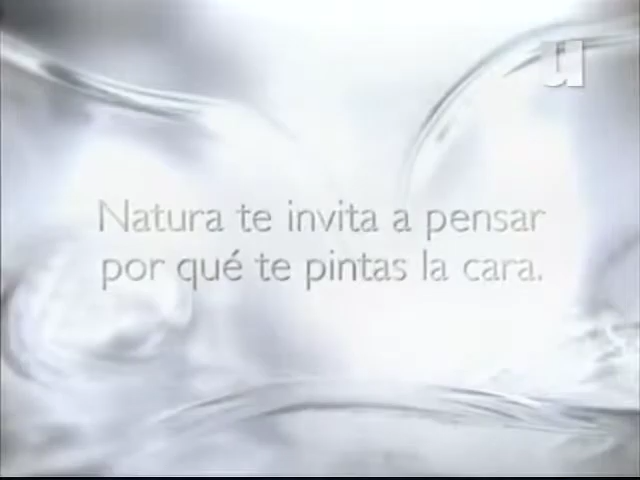 u
Natura te invita a pensar
por qué te pintas la cara.